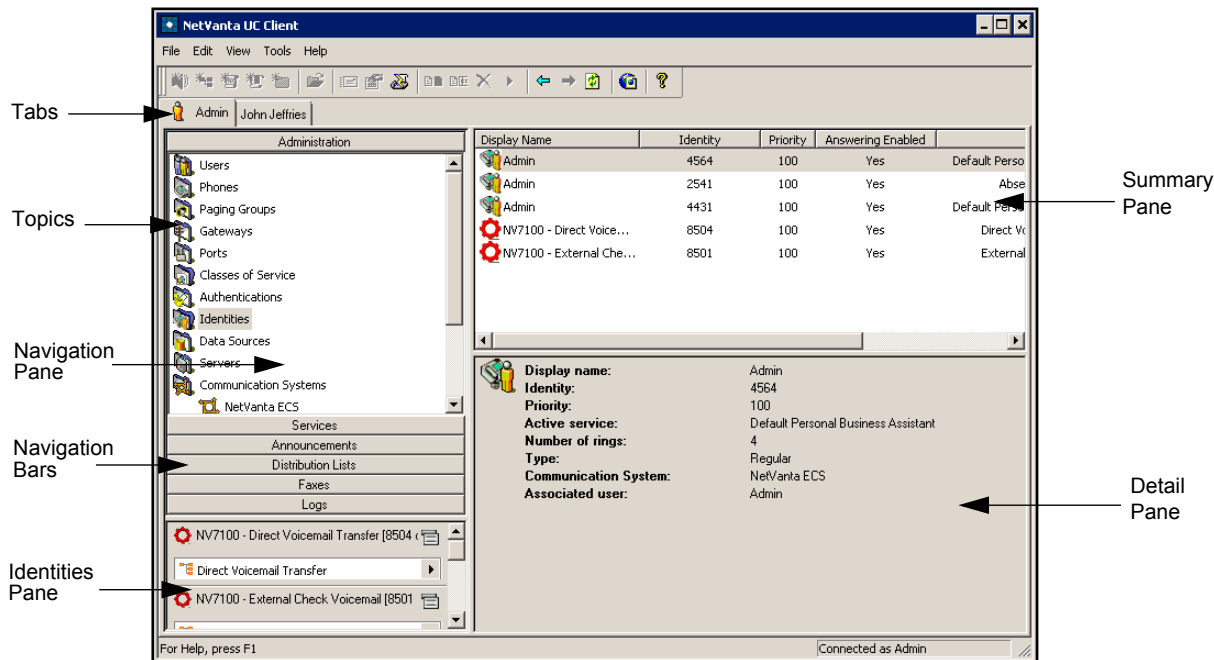 NetVanta UC Client
File Edit View Tools Help
Tabs
Admin John Jeffries
Administration
Users
Phones
Paging Groups
Gateways
Ports
Classes of Service
Authentications
Identities
Data Sources
Servers
Communication Systems
NetVanta ECS
Services
Announcements
Distribution Lists
Faxes
Logs
Topics
Navigation
Pane
Navigation
Bars
Identities
Pane
NV7100 - Direct Voicemail Transfer [8504
Direct Voicemail Transfer
NV7100 - External Check Voicemail [8501
Display Name Identity Priority Answering Enabled
Admin 4564 100 Yes Default Perso
Admin 2541 100 Yes Abse
Admin 4431 100 Yes Default Perso
NV7100 - Direct Voice... 8504 100 Yes Direct Vo
NV7100 - External Che... 8501 100 Yes External
Summary
Pane
Display name: Admin
Identity: 4564
Priority: 100
Active service: Default Personal Business Assistant
Number of rings: 4
Type: Regular
Communication System: NetVanta ECS
Associated user: Admin
Detail
Pane
For Help, press F1
Connected as Admin